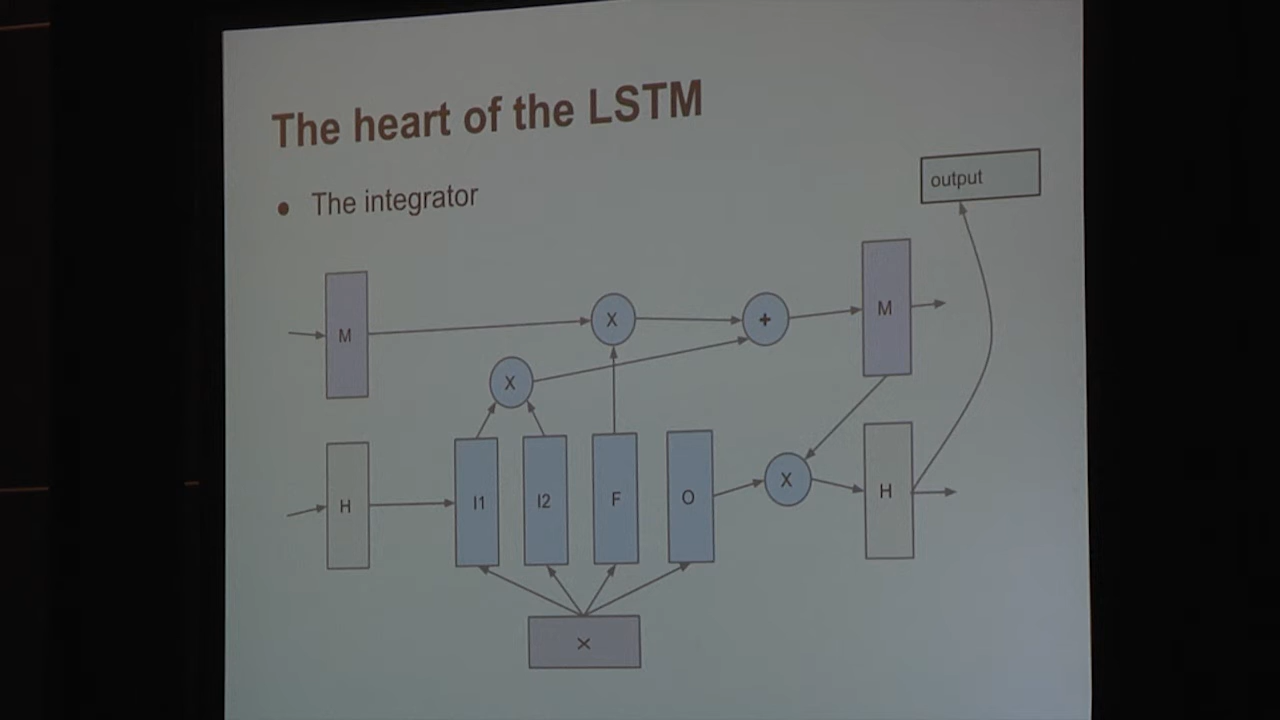 The heart of the LSTM
● The integrator
output
M
X
+
M
X
H
I1
I2
F
O
X
H
X